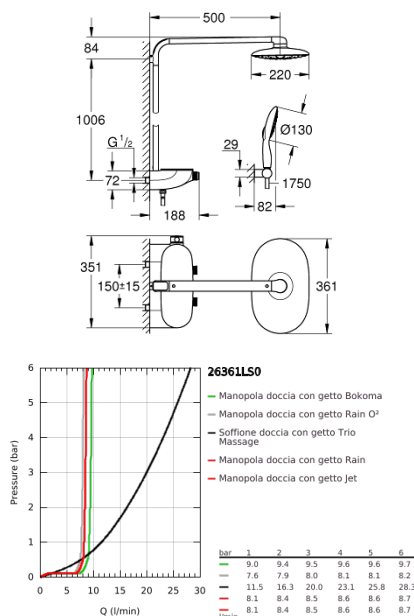 500
84
220
1006
G 1/2
Ø130
29
72
1750
188
82
351
150±15
361
26361LS0
6
5
4
3
2
1
0
0
5
10
15
20
25
30
Pressure (bar)
Q (l/min)
Manopola doccia con getto Bokoma
Manopola doccia con getto Rain O²
Soffione doccia con getto Trio
Massage
Manopola doccia con getto Rain
Manopola doccia con getto Jet
bar 1 2 3 4 5 6
9.0 9.4 9.5 9.6 9.6 9.7
7.6 7.9 8.0 8.1 8.1 8.2
11.5 16.3 20.0 23.1 25.8 28.3
8.1 8.4 8.5 8.6 8.6 8.7
8.1 8.4 8.5 8.6 8.6 8.7